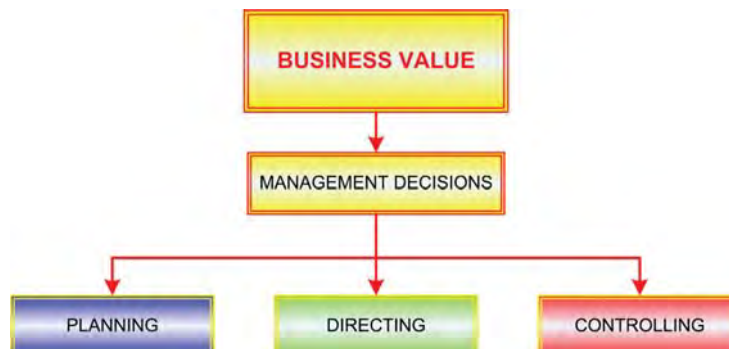 BUSINESS VALUE
MANAGEMENT DECISIONS
PLANNING
DIRECTING
CONTROLLING